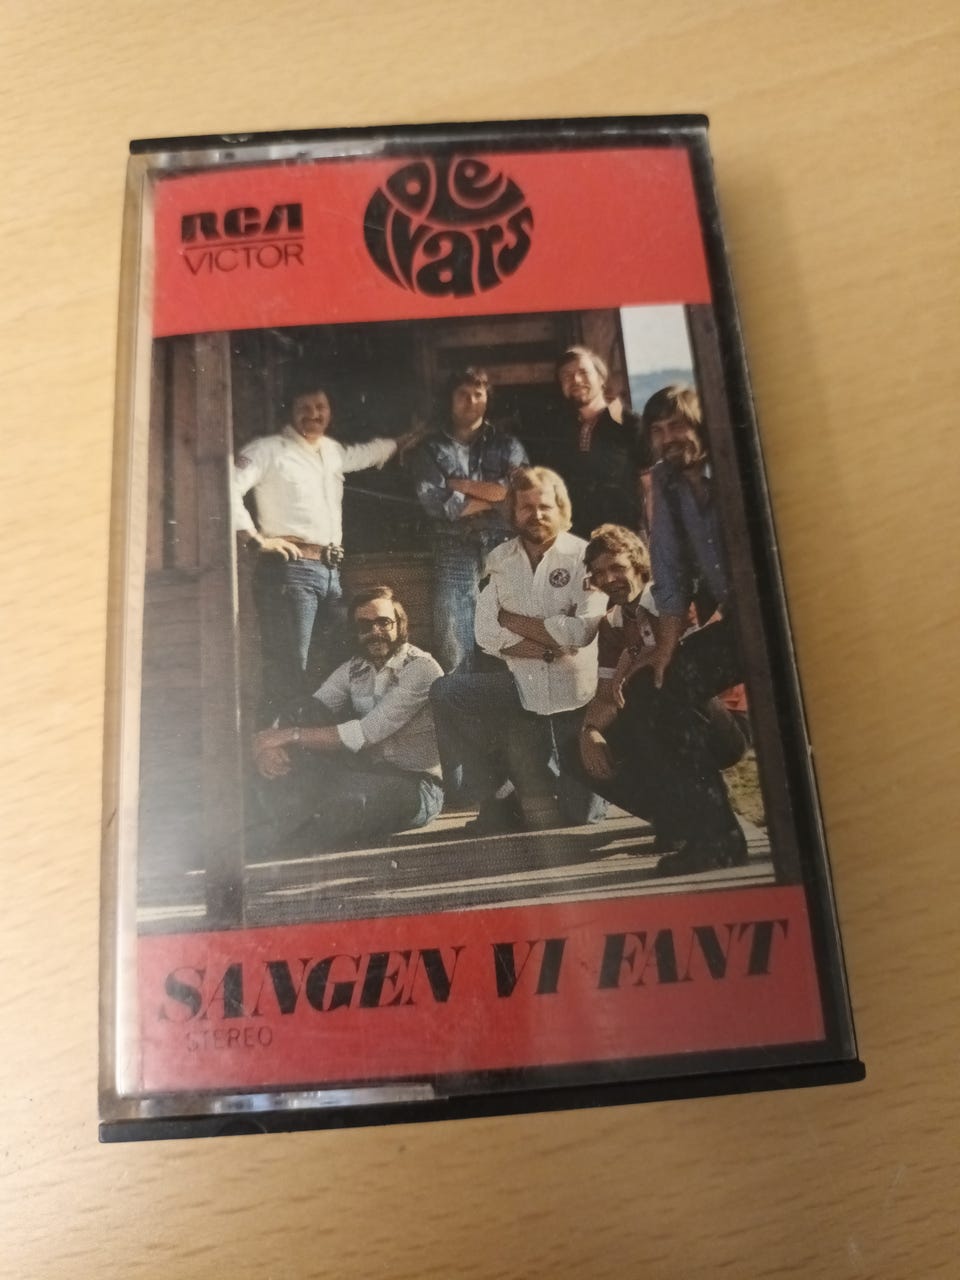 RCA
VICTOR
Ole
Ivars
SANGEN VI FANT
STEREO